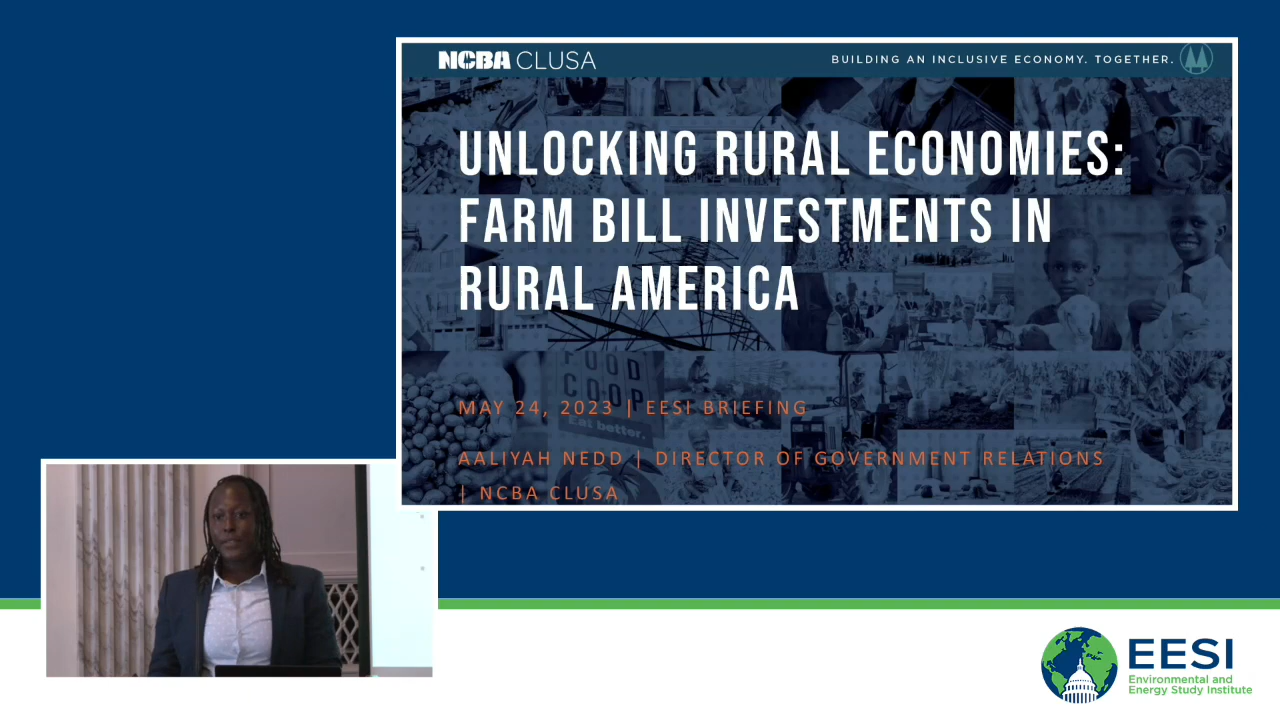 NCBA CLUSA
BUILDING AN INCLUSIVE ECONOMY. TOGETHER.
UNLOCKING RURAL ECONOMIES:
FARM BILL INVESTMENTS IN
RURAL AMERICA
FOOD
COOP
Eat better.
MAY 24, 2023 | EESI BRIEFING
AALIYAH NEDD | DIRECTOR OF GOVERNMENT RELATIONS
| NCBA CLUSA
EESI
Environmental and
Energy Study Institute